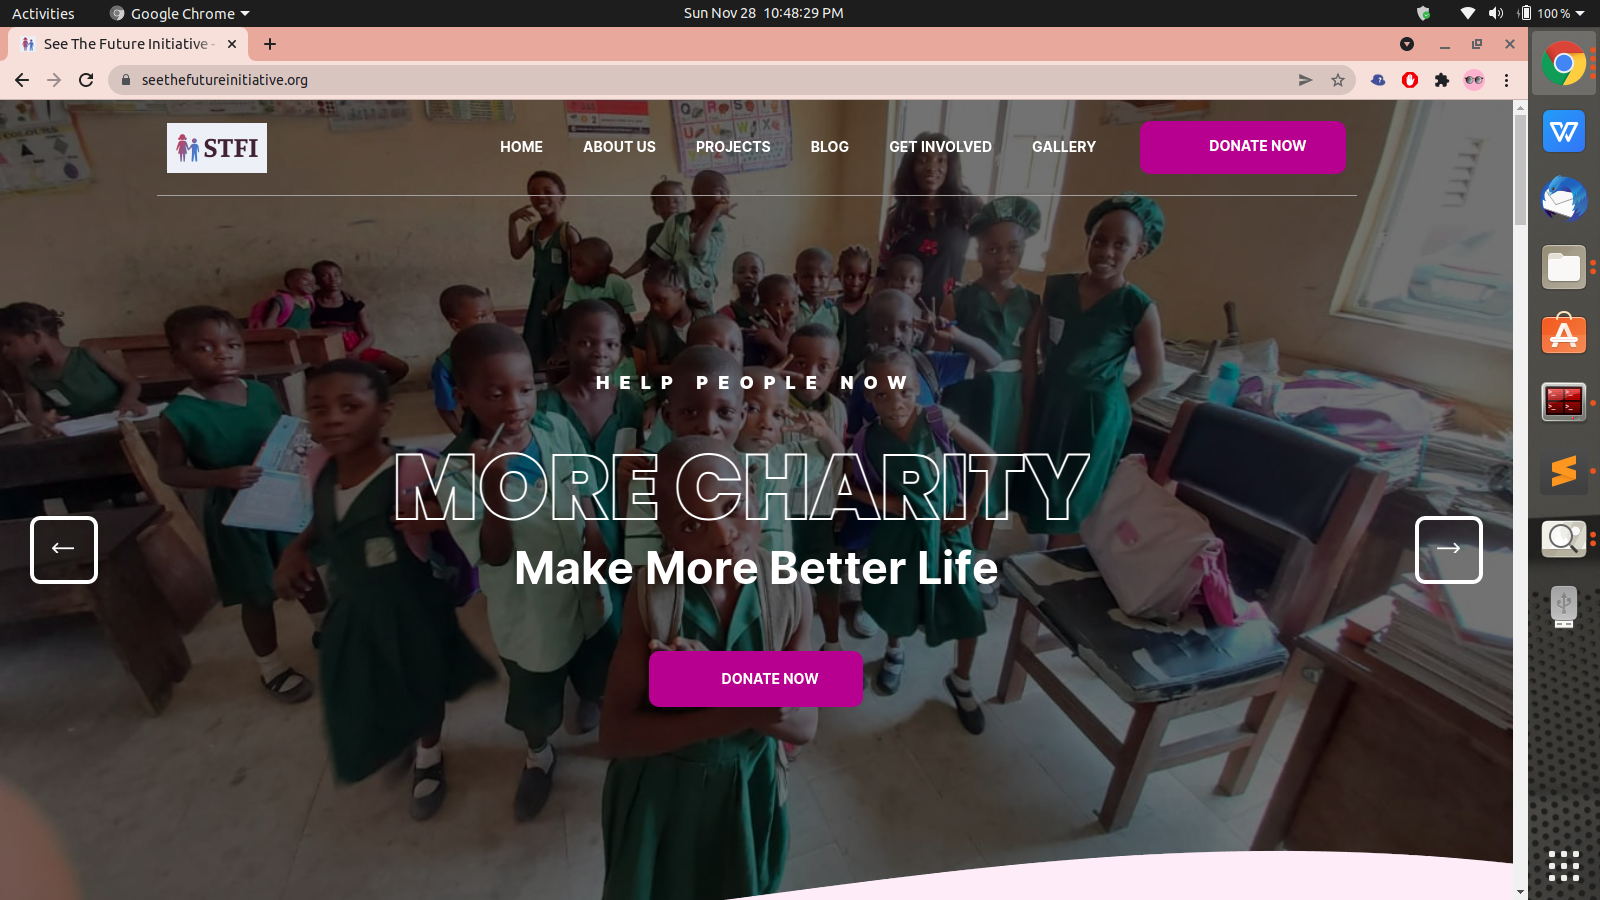 Activities
Google Chrome
Sun Nov 28 10:48:29 PM
100 %
See The Future Initiative -
seethefutureinitiative.org
STFI
HOME
ABOUT US
PROJECTS
BLOG
GET INVOLVED
GALLERY
DONATE NOW
HELP PEOPLE NOW
MORE CHARITY
Make More Better Life
DONATE NOW